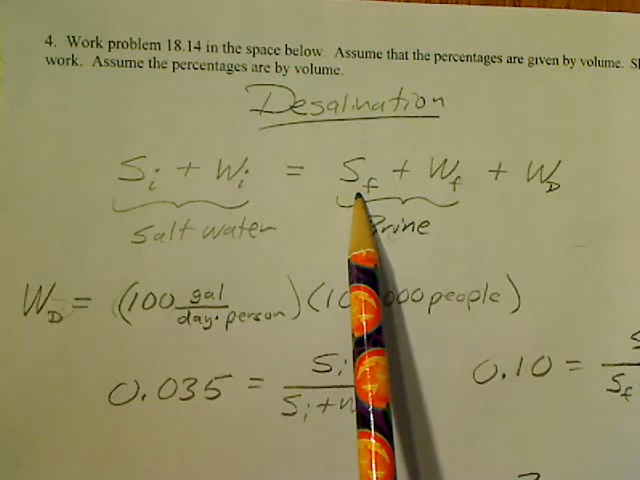 4. Work problem 18.14 in the space below. Assume that the percentages are given by volume.
work. Assume the percentages are by volume.
Desalination
Si + Wi = Sf + Wf + WD
Salt water Brine
WD = (100 gal/day·person)( people)
0.035 = Si/Si+W 0.10 = S/Sf